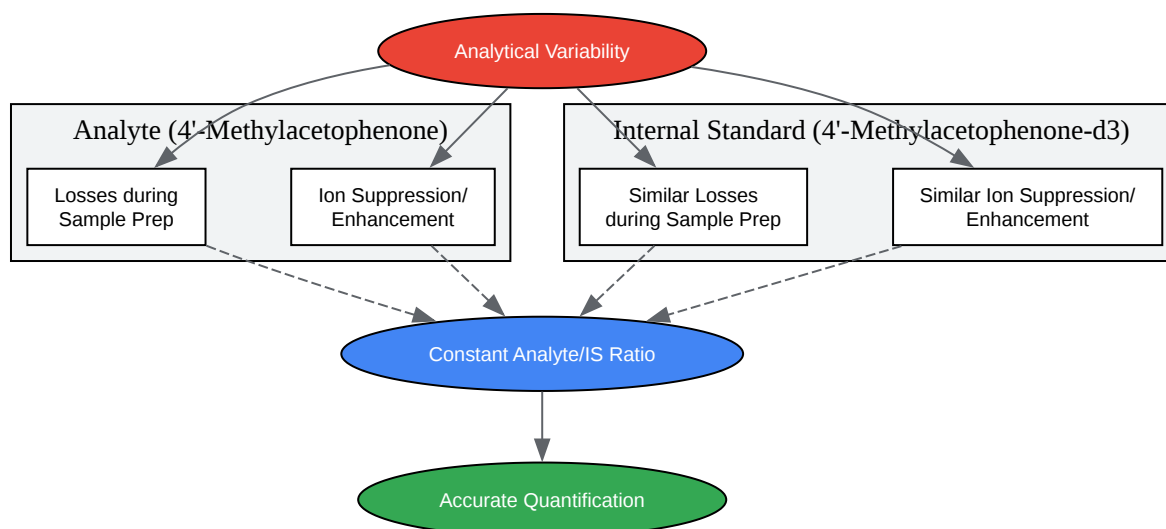 Analytical Variability
Analyte (4'-Methylacetophenone)
Internal Standard (4'-Methylacetophenone-d3)
Losses during
Sample Prep
Ion Suppression/
Enhancement
Similar Losses
during Sample Prep
Similar Ion Suppression/
Enhancement
Constant Analyte/IS Ratio
Accurate Quantification